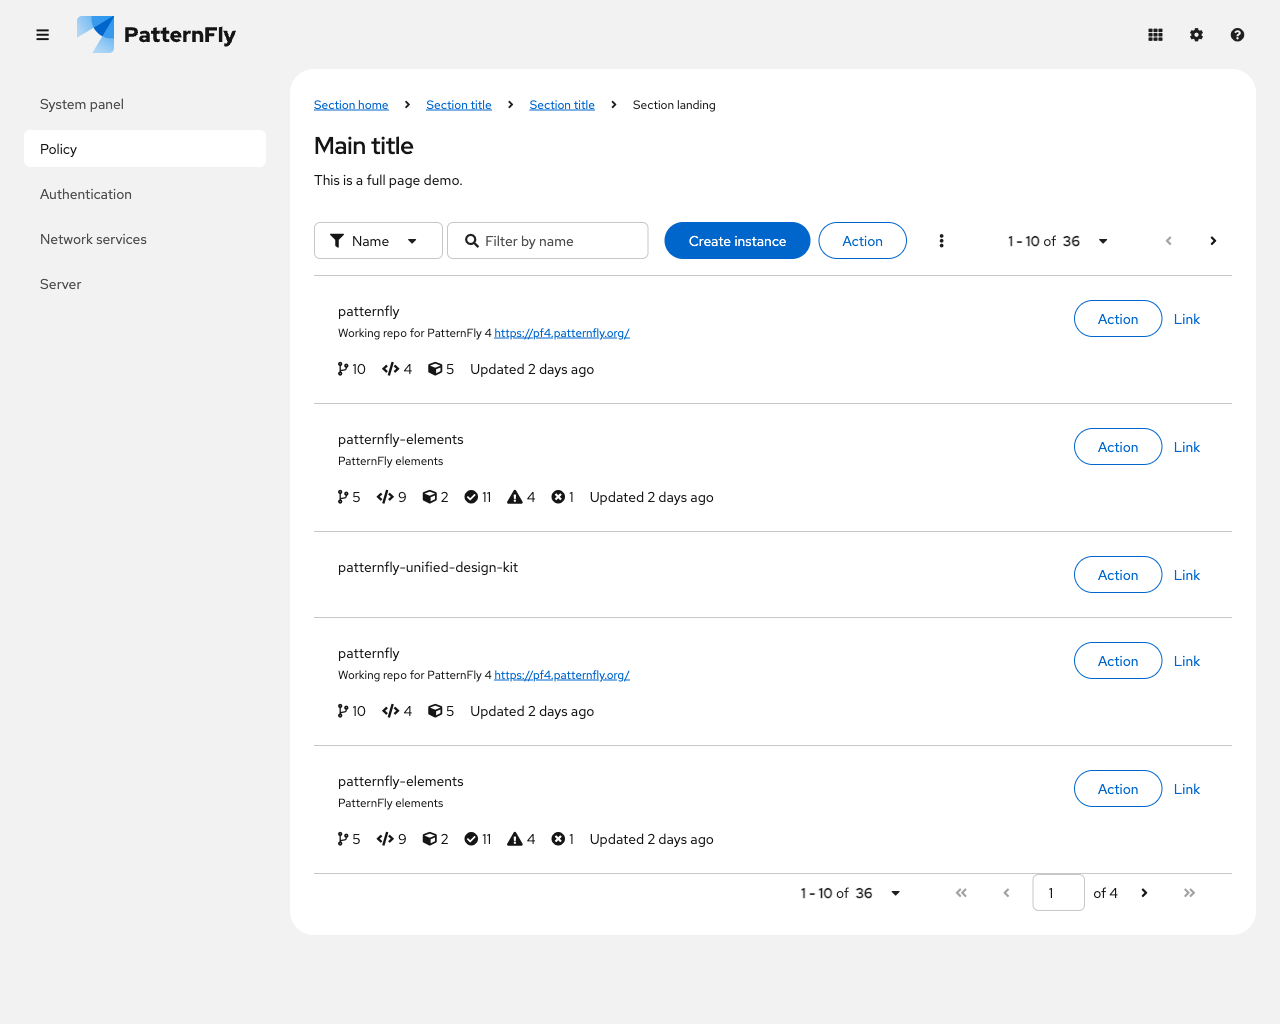 PatternFly
System panel
Policy
Authentication
Network services
Server
Section home Section title Section title Section landing
Main title
This is a full page demo.
Name Filter by name Create instance Action 1 - 10 of 36
patternfly
Working repo for PatternFly 4 https://pf4.patternfly.org/
10 4 5 Updated 2 days ago
Action Link
patternfly-elements
PatternFly elements
5 9 2 11 4 1 Updated 2 days ago
Action Link
patternfly-unified-design-kit
Action Link
patternfly
Working repo for PatternFly 4 https://pf4.patternfly.org/
10 4 5 Updated 2 days ago
Action Link
patternfly-elements
PatternFly elements
5 9 2 11 4 1 Updated 2 days ago
Action Link
1 - 10 of 36 1 of 4